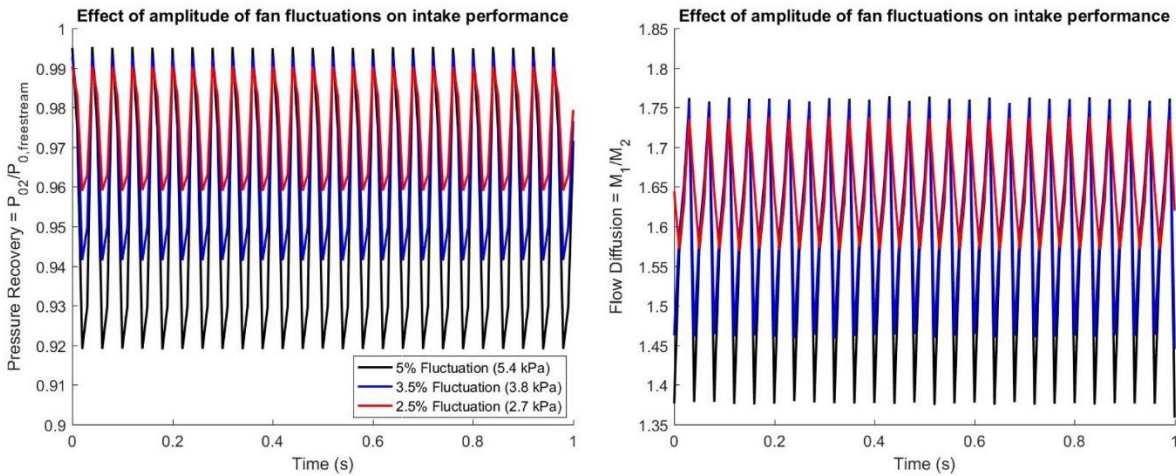 Effect of amplitude of fan fluctuations on intake performance
Pressure Recovery = P02/P0,freestream
1
0.99
0.98
0.97
0.96
0.95
0.94
0.93
0.92
0.91
0.9
5% Fluctuation (5.4 kPa)
3.5% Fluctuation (3.8 kPa)
2.5% Fluctuation (2.7 kPa)
0 0.2 0.4 0.6 0.8 1
Time (s)
Effect of amplitude of fan fluctuations on intake performance
Flow Diffusion = M1/M2
1.85
1.8
1.75
1.7
1.65
1.6
1.55
1.5
1.45
1.4
1.35
0 0.2 0.4 0.6 0.8 1
Time (s)